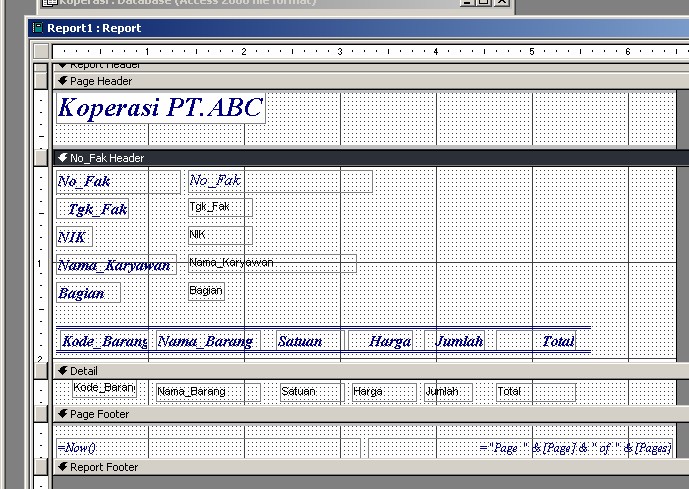 Koperasi : Database (Access 2000 file format)
Report1 : Report
1 2 3 4 5 6
Report Header
Page Header
Koperasi PT.ABC
No_Fak Header
No_Fak No_Fak
Tgk_Fak Tgk_Fak
NIK NIK
1
Nama_Karyawan Nama_Karyawan
Bagian Bagian
Kode_Barang Nama_Barang Satuan Harga Jumlah Total
2
Detail
Kode_Barang Nama_Barang Satuan Harga Jumlah Total
Page Footer
=Now() ="Page " & [Page] & " of " & [Pages]
Report Footer